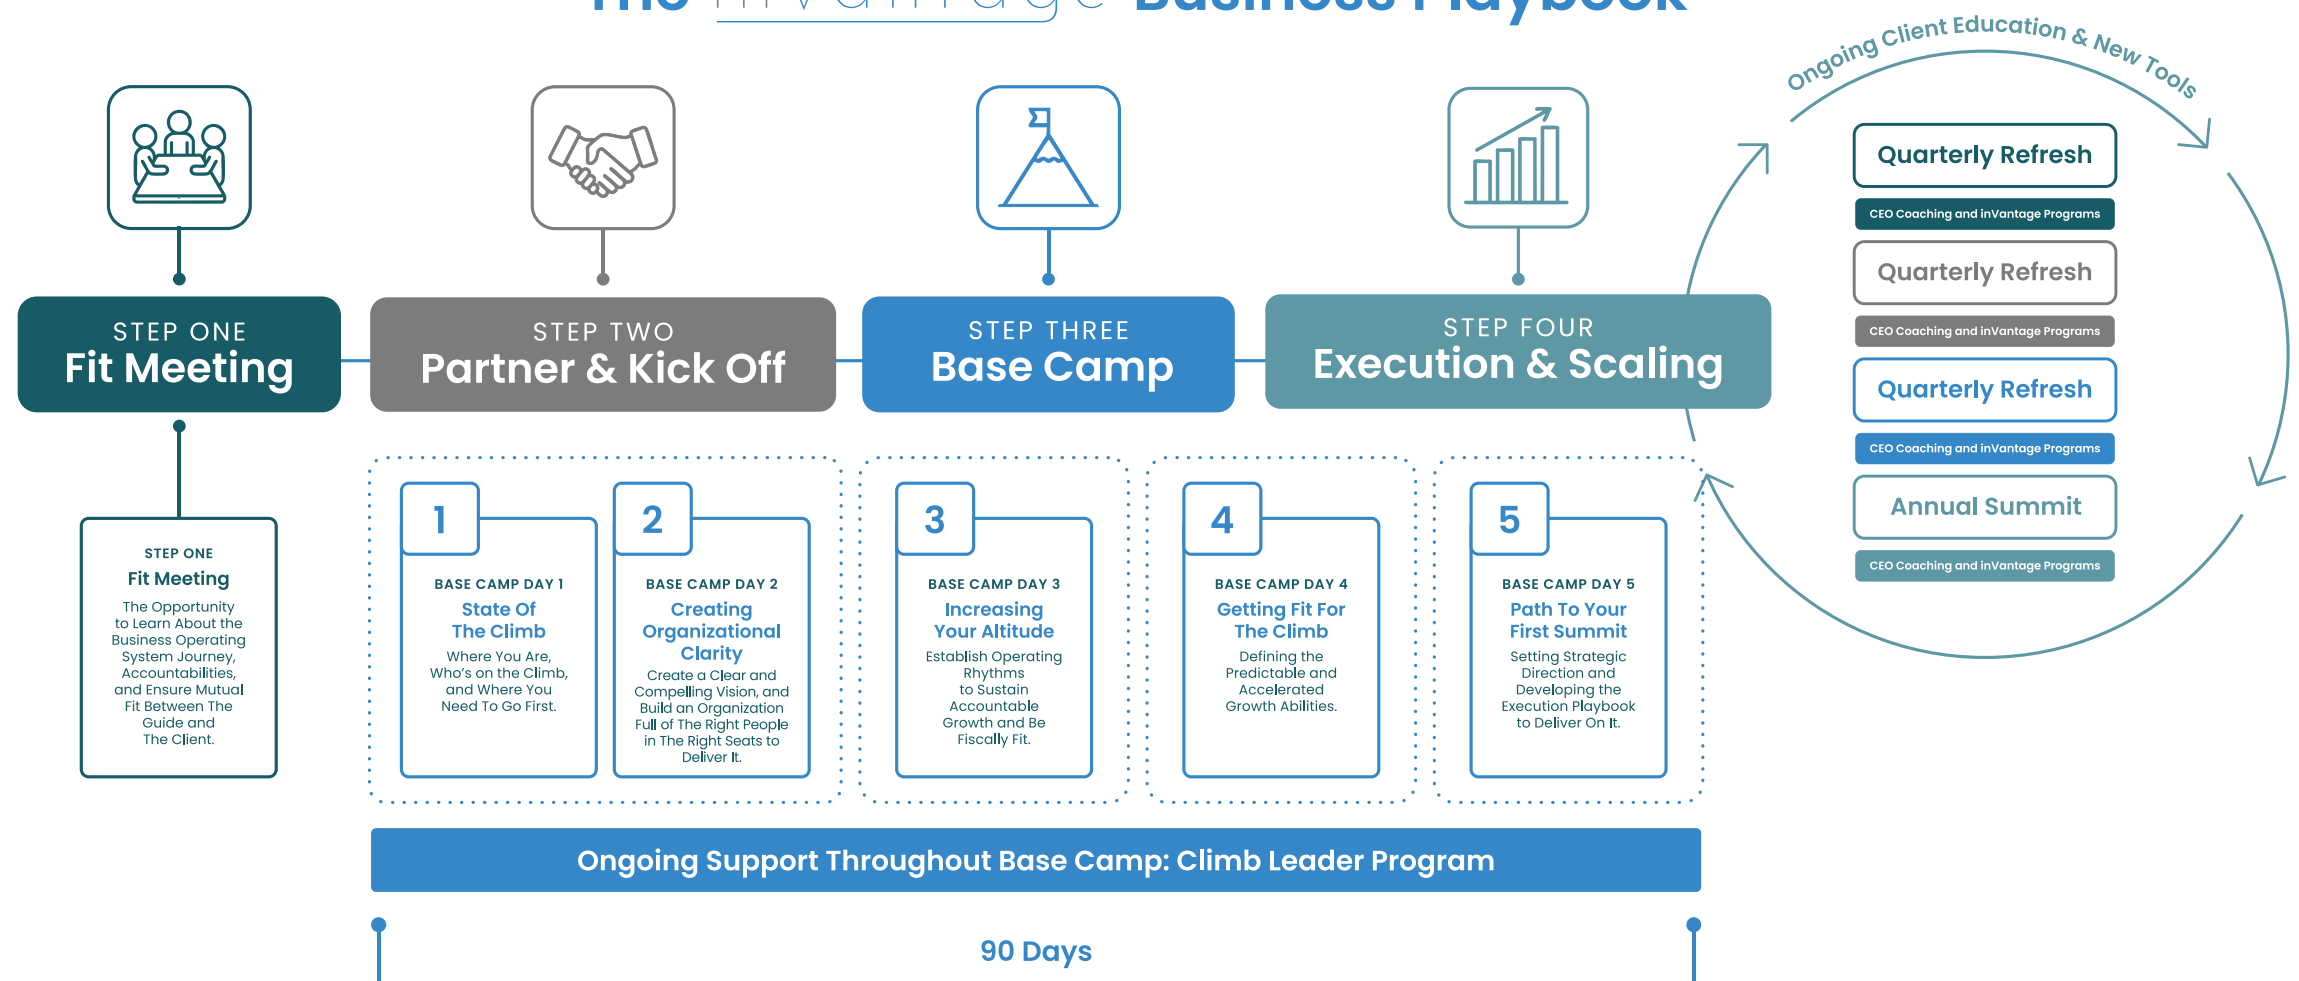 The inVantage Business Playbook
Ongoing Client Education & New Tools
STEP ONE
Fit Meeting
STEP TWO
Partner & Kick Off
STEP THREE
Base Camp
STEP FOUR
Execution & Scaling
Quarterly Refresh
CEO Coaching and inVantage Programs
Quarterly Refresh
CEO Coaching and inVantage Programs
Quarterly Refresh
CEO Coaching and inVantage Programs
Annual Summit
CEO Coaching and inVantage Programs
STEP ONE
Fit Meeting
The Opportunity
to Learn About the
Business Operating
System Journey,
Accountabilities,
and Ensure Mutual
Fit Between The
Guide and
The Client.
1
BASE CAMP DAY 1
State Of
The Climb
Where You Are,
Who's on the Climb,
and Where You
Need To Go First.
2
BASE CAMP DAY 2
Creating
Organizational
Clarity
Create a Clear and
Compelling Vision, and
Build an Organization
Full of The Right People
in The Right Seats to
Deliver It.
3
BASE CAMP DAY 3
Increasing
Your Altitude
Establish Operating
Rhythms
to Sustain
Accountable
Growth and Be
Fiscally Fit.
4
BASE CAMP DAY 4
Getting Fit For
The Climb
Defining the
Predictable and
Accelerated
Growth Abilities.
5
BASE CAMP DAY 5
Path To Your
First Summit
Setting Strategic
Direction and
Developing the
Execution Playbook
to Deliver On It.
Ongoing Support Throughout Base Camp: Climb Leader Program
90 Days